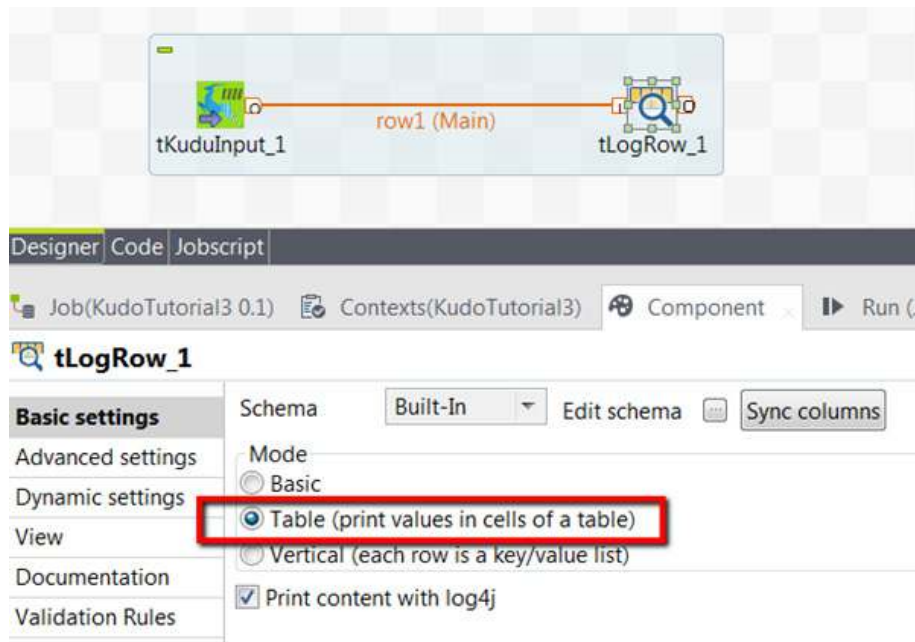 row1 (Main)
tKuduInput_1
tLogRow_1
Designer Code Jobscript
Job(KudoTutorial3 0.1) Contexts(KudoTutorial3) Component Run (
tLogRow_1
Basic settings
Advanced settings
Dynamic settings
View
Documentation
Validation Rules
Schema Built-In Edit schema ... Sync columns
Mode
Basic
Table (print values in cells of a table)
Vertical (each row is a key/value list)
Print content with log4j